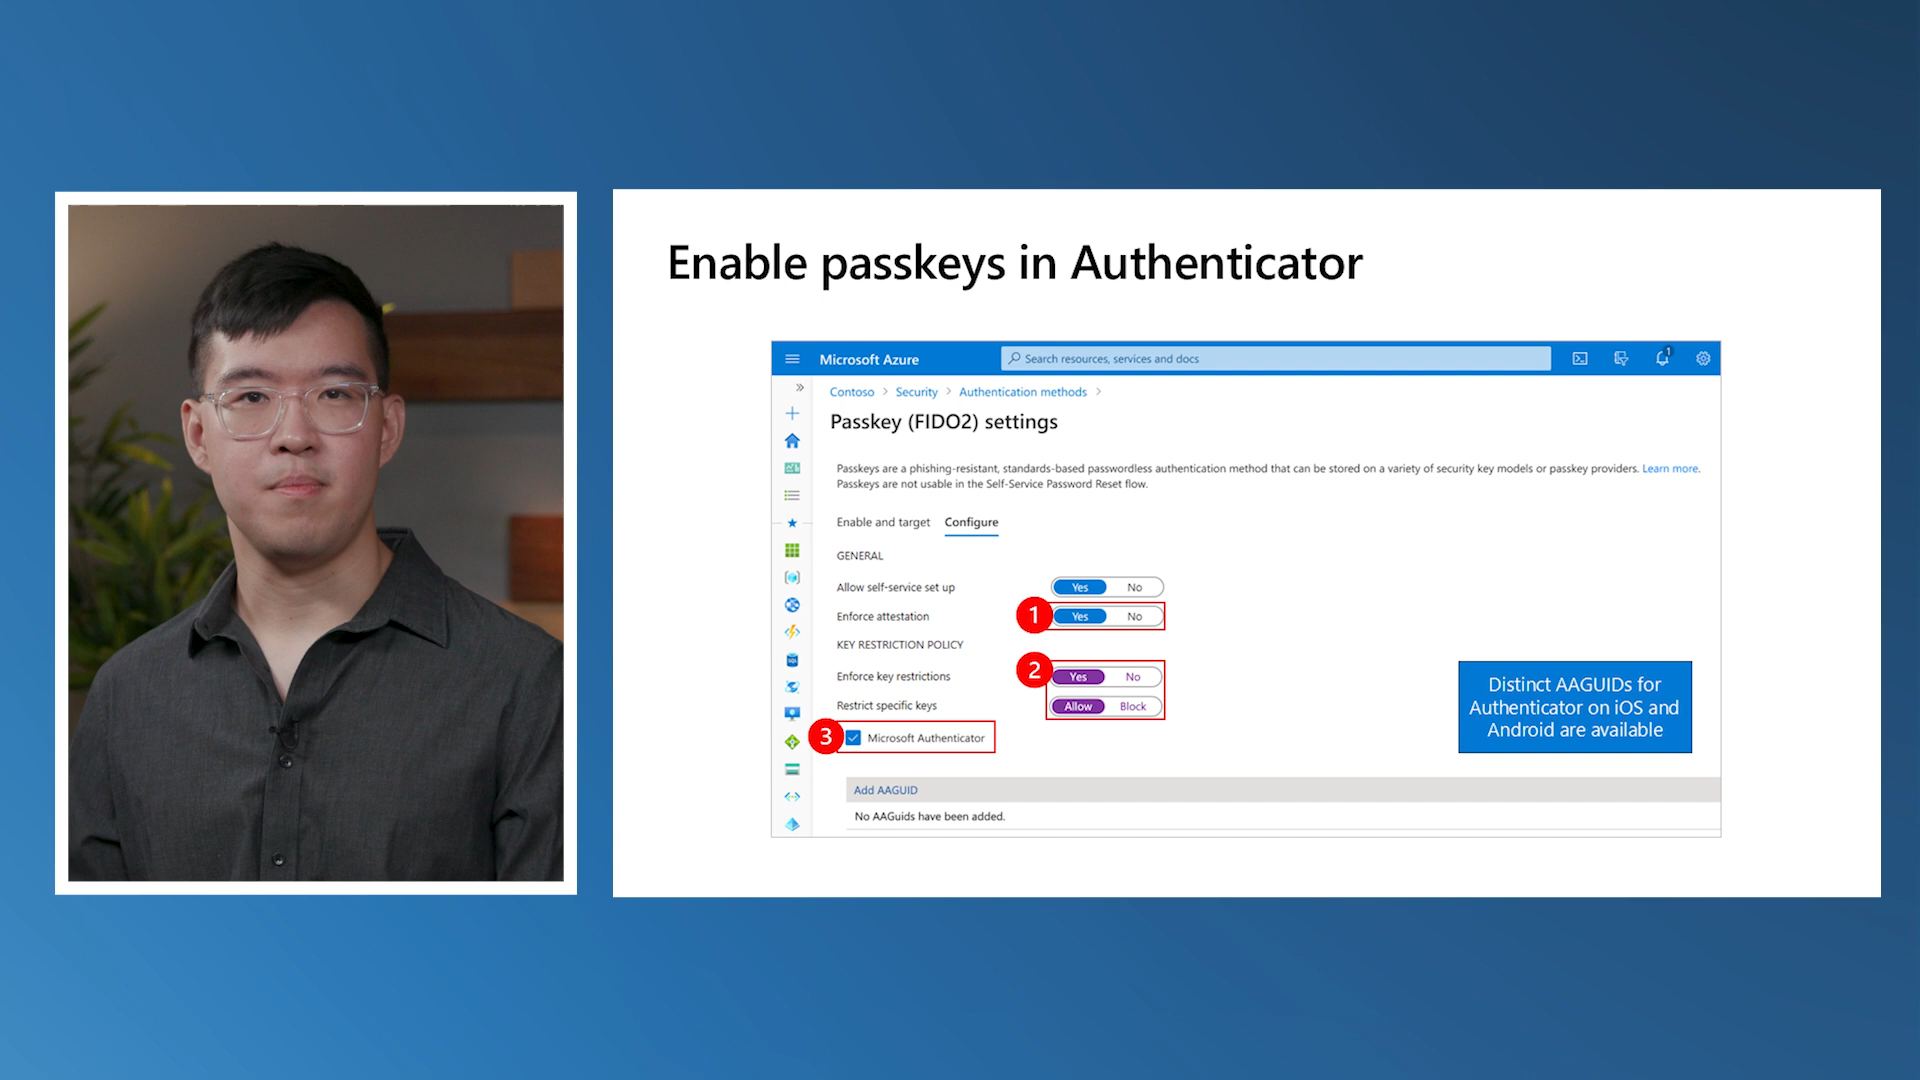 Enable passkeys in Authenticator
Microsoft Azure
Search resources, services and docs
1
Contoso > Security > Authentication methods >
Passkey (FIDO2) settings
Passkeys are a phishing-resistant, standards-based passwordless authentication method that can be stored on a variety of security key models or passkey providers. Learn more.
Passkeys are not usable in the Self-Service Password Reset flow.
Enable and target Configure
GENERAL
Allow self-service set up Yes No
Enforce attestation 1 Yes No
KEY RESTRICTION POLICY
Enforce key restrictions 2 Yes No
Restrict specific keys Allow Block
3 Microsoft Authenticator
Distinct AAGUIDs for
Authenticator on iOS and
Android are available
Add AAGUID
No AAGuids have been added.
SQL